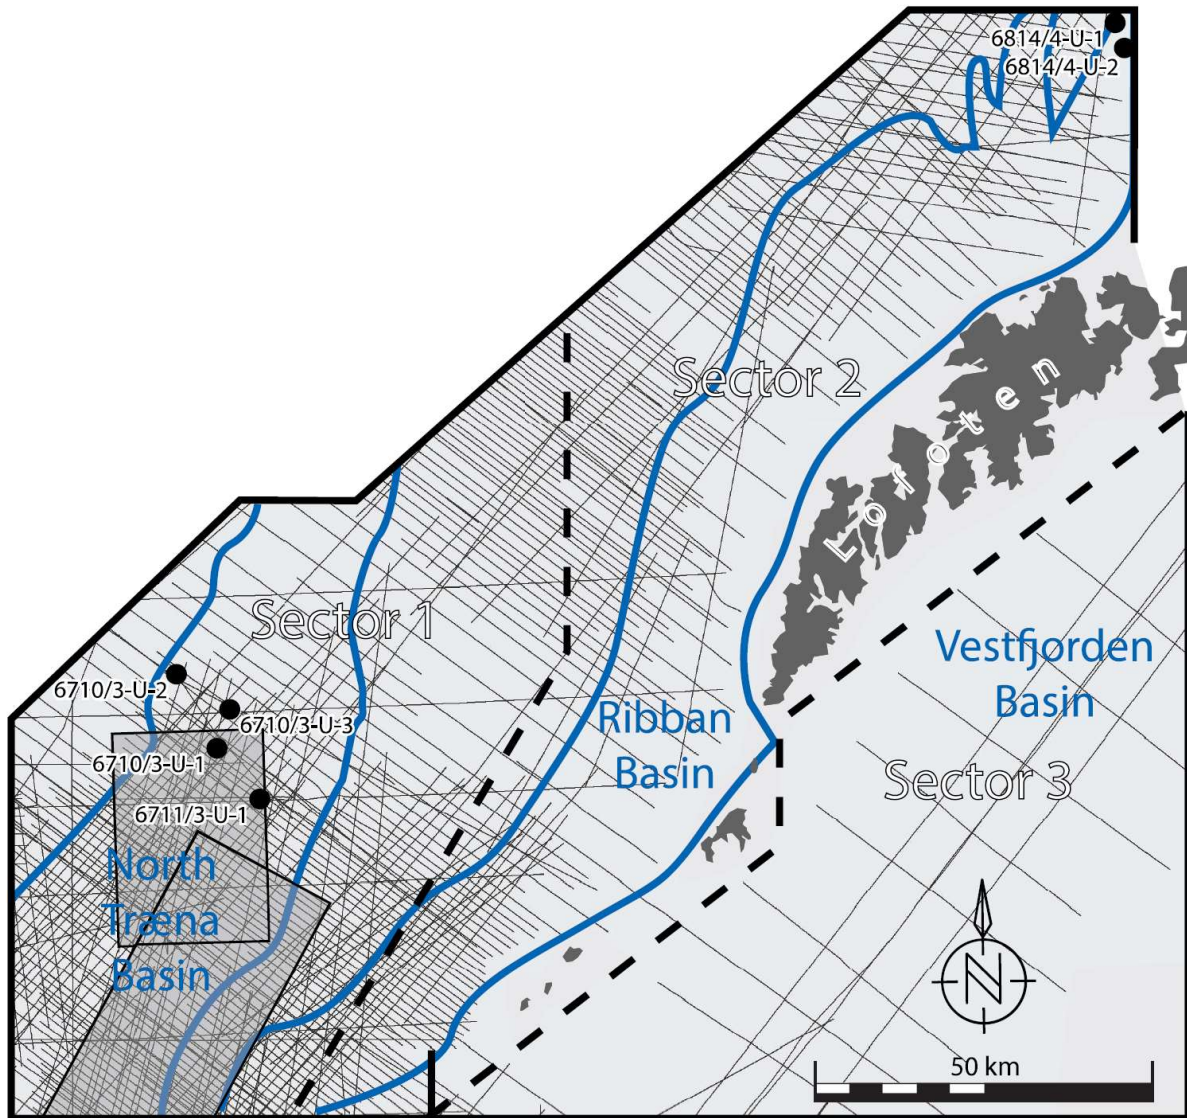 6814/4-U-1
6814/4-U-2
Sector 2
Lofoten
Sector 1
Vestfjorden
Basin
6710/3-U-2
Ribban
Basin
6710/3-U-3
6710/3-U-1
Sector 3
6711/3-U-1
North
Træna
Basin
N
50 km